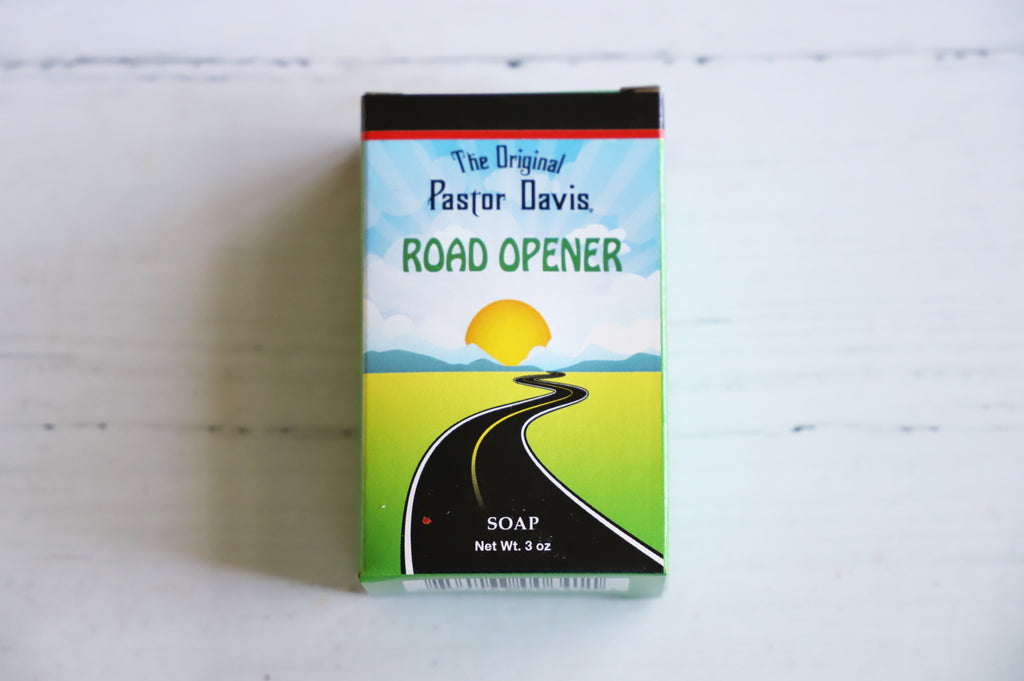 The Original
Pastor Davis®
ROAD OPENER
SOAP
Net Wt. 3 oz